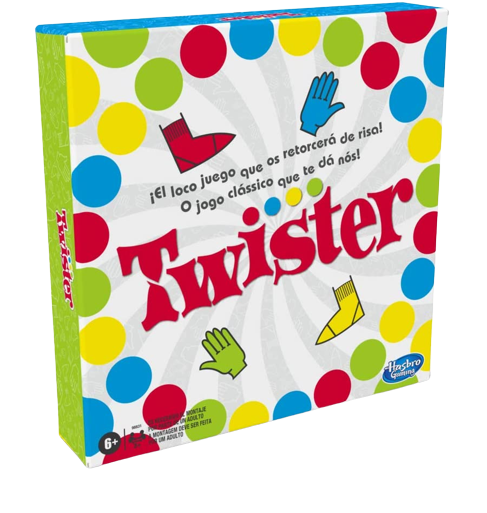 ¡El loco juego que os retorcerá de risa!
O jogo clássico que te dá nós!
Twister
Twister
Hasbro
Gaming
6+
MONTAJE
UN ADULTO
MONTAGEM DEVE SER FEITA
UM ADULTO